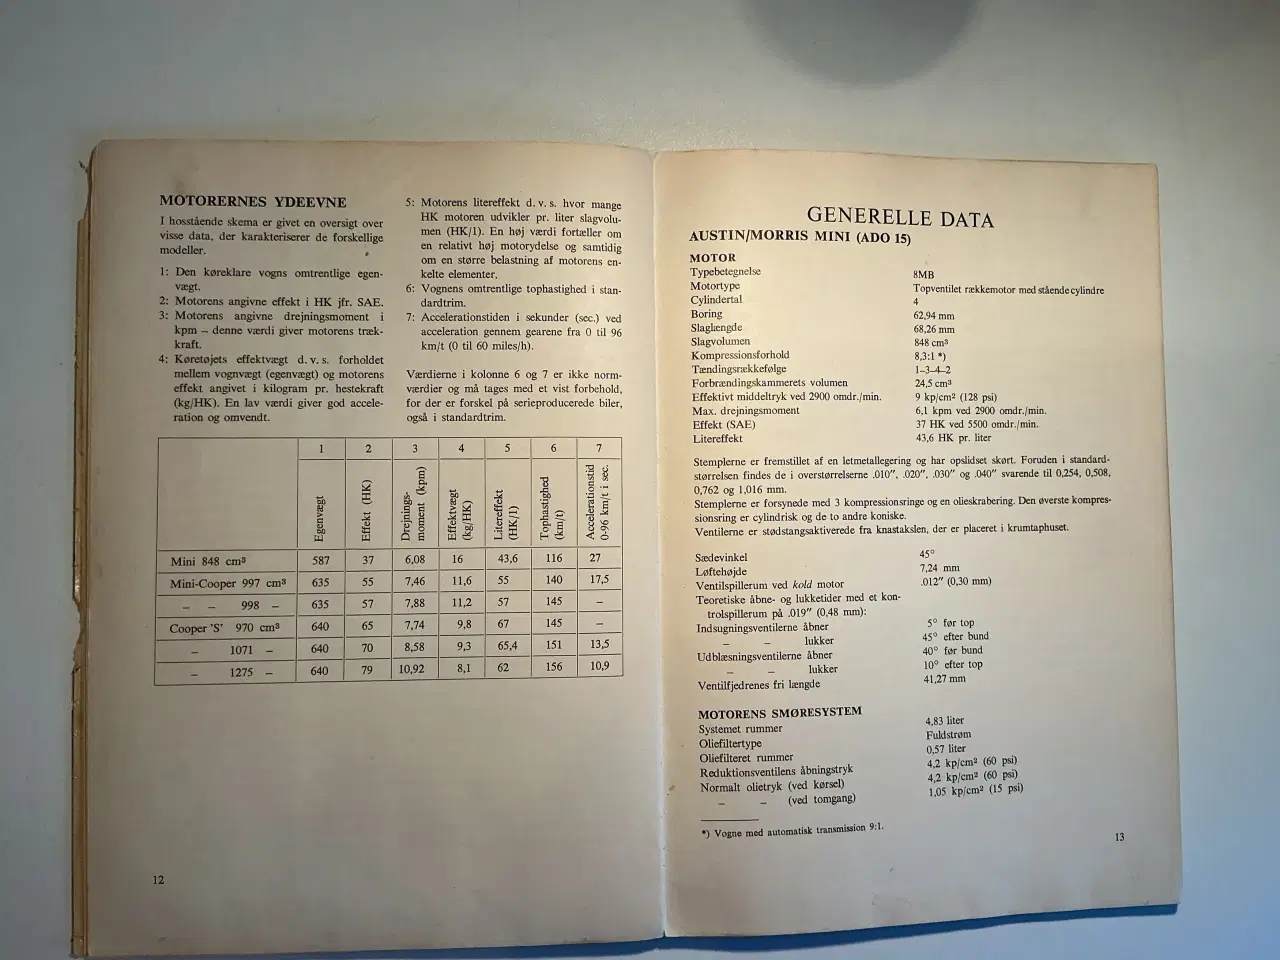 MOTORERNES YDEEVNE
I hosstående skema er givet en oversigt over
visse data, der karakteriserer de forskellige
modeller.
1: Den køreklare vogns omtrentlige egen-
vægt.
2: Motorens angivne effekt i HK jfr. SAE.
3: Motorens angivne drejningsmoment i
kpm – denne værdi giver motorens træk-
kraft.
4: Køretøjets effektvægt d. v. s. forholdet
mellem vognvægt (egenvægt) og motorens
effekt angivet i kilogram pr. hestekraft
(kg/HK). En lav værdi giver god accele-
ration og omvendt.
5: Motorens litereffekt d. v. s. hvor mange
HK motoren udvikler pr. liter slagvolu-
men (HK/1). En høj værdi fortæller om
en relativt høj motorydelse og samtidig
om en større belastning af motorens en-
kelte elementer.
6: Vognens omtrentlige tophastighed i stan-
dardtrim.
7: Accelerationstiden i sekunder (sec.) ved
acceleration gennem gearene fra 0 til 96
km/t (0 til 60 miles/h).
Værdierne i kolonne 6 og 7 er ikke norm-
værdier og må tages med et vist forbehold,
for der er forskel på serieproducerede biler,
også i standardtrim.
1 2 3 4 5 6 7
Egenvægt
Effekt (HK)
Drejnings-
moment (kpm)
Effektvægt
(kg/HK)
Litereffekt
(HK/1)
Tophastighed
(km/t)
Accelerationstid
0-96 km/t i sec.
Mini 848 cm³ 587 37 6,08 16 43,6 116 27
Mini-Cooper 997 cm³ 635 55 7,46 11,6 55 140 17,5
– – 998 – 635 57 7,88 11,2 57 145 –
Cooper 'S' 970 cm³ 640 65 7,74 9,8 67 145 –
– 1071 – 640 70 8,58 9,3 65,4 151 13,5
– 1275 – 640 79 10,92 8,1 62 156 10,9
12
GENERELLE DATA
AUSTIN/MORRIS MINI (ADO 15)
MOTOR
Typebetegnelse 8MB
Motortype Topventilet rækkemotor med stående cylindre
Cylindertal 4
Boring 62,94 mm
Slaglængde 68,26 mm
Slagvolumen 848 cm³
Kompressionsforhold 8,3:1 *)
Tændingsrækkefølge 1–3–4–2
Forbrændingskammerets volumen 24,5 cm³
Effektivt middeltryk ved 2900 omdr./min. 9 kp/cm² (128 psi)
Max. drejningsmoment 6,1 kpm ved 2900 omdr./min.
Effekt (SAE) 37 HK ved 5500 omdr./min.
Litereffekt 43,6 HK pr. liter
Stemplerne er fremstillet af en letmetallegering og har opslidset skørt. Foruden i standard-
størrelsen findes de i overstørrelserne .010″, .020″, .030″ og .040″ svarende til 0,254, 0,508,
0,762 og 1,016 mm.
Stemplerne er forsynede med 3 kompressionsringe og en olieskrabering. Den øverste kompres-
sionsring er cylindrisk og de to andre koniske.
Ventilerne er stødstangsaktiverede fra knastakslen, der er placeret i krumtaphuset.
Sædevinkel 45°
Løftehøjde 7,24 mm
Ventilspillerum ved kold motor .012″ (0,30 mm)
Teoretiske åbne- og lukketider med et kon-
trolspillerum på .019″ (0,48 mm):
Indsugningsventilerne åbner 5° før top
– – lukker 45° efter bund
Udblæsningsventilerne åbner 40° før bund
– – lukker 10° efter top
Ventilfjedrenes fri længde 41,27 mm
MOTORENS SMØRESYSTEM
Systemet rummer 4,83 liter
Oliefiltertype Fuldstrøm
Oliefilteret rummer 0,57 liter
Reduktionsventilens åbningstryk 4,2 kp/cm² (60 psi)
Normalt olietryk (ved kørsel) 4,2 kp/cm² (60 psi)
– – (ved tomgang) 1,05 kp/cm² (15 psi)
*) Vogne med automatisk transmission 9:1.
13